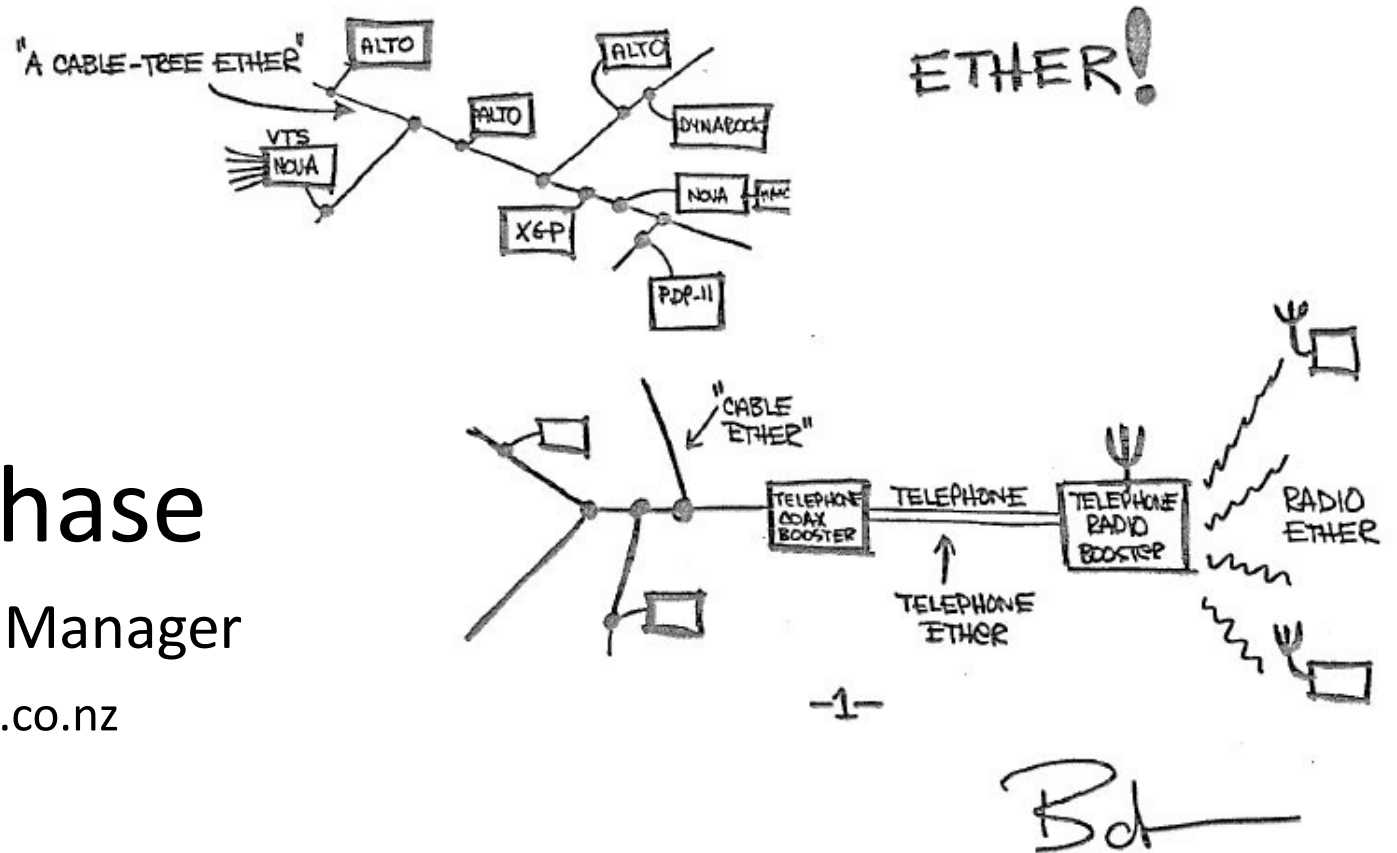 "A CABLE-TREE ETHER"
ALTO
ALTO
ETHER!
ALTO
DYNABOOK
VTS
NOVA
NOVA
XGP
PDP-11
"CABLE
ETHER"
TELEPHONE
COAX
BOOSTER
TELEPHONE
TELEPHONE
RADIO
BOOSTER
RADIO
ETHER
TELEPHONE
ETHER
hase
Manager
.co.nz
-1-